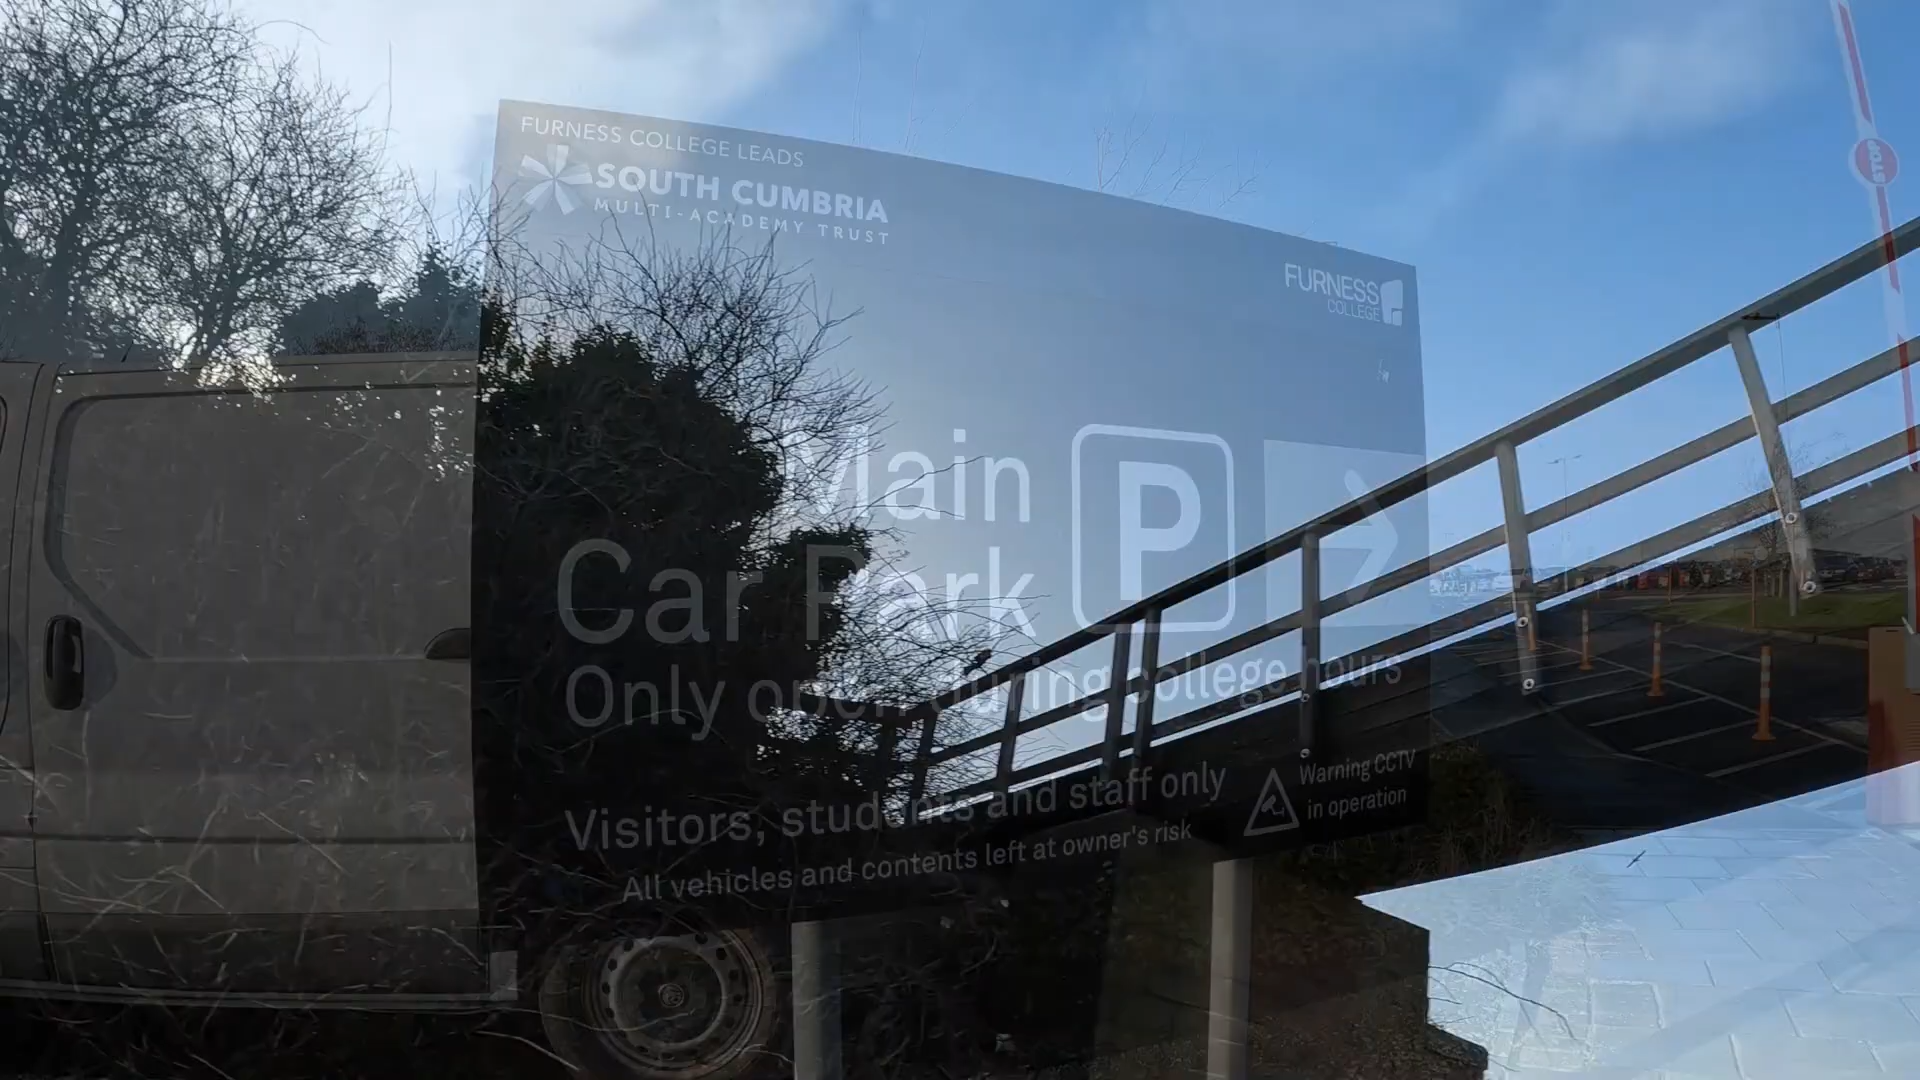 FURNESS COLLEGE LEADS
SOUTH CUMBRIA
MULTI-ACADEMY TRUST
FURNESS
COLLEGE
STOP
Main
Car Park
P
Only open during college hours
Visitors, students and staff only
All vehicles and contents left at owner's risk
Warning CCTV
in operation